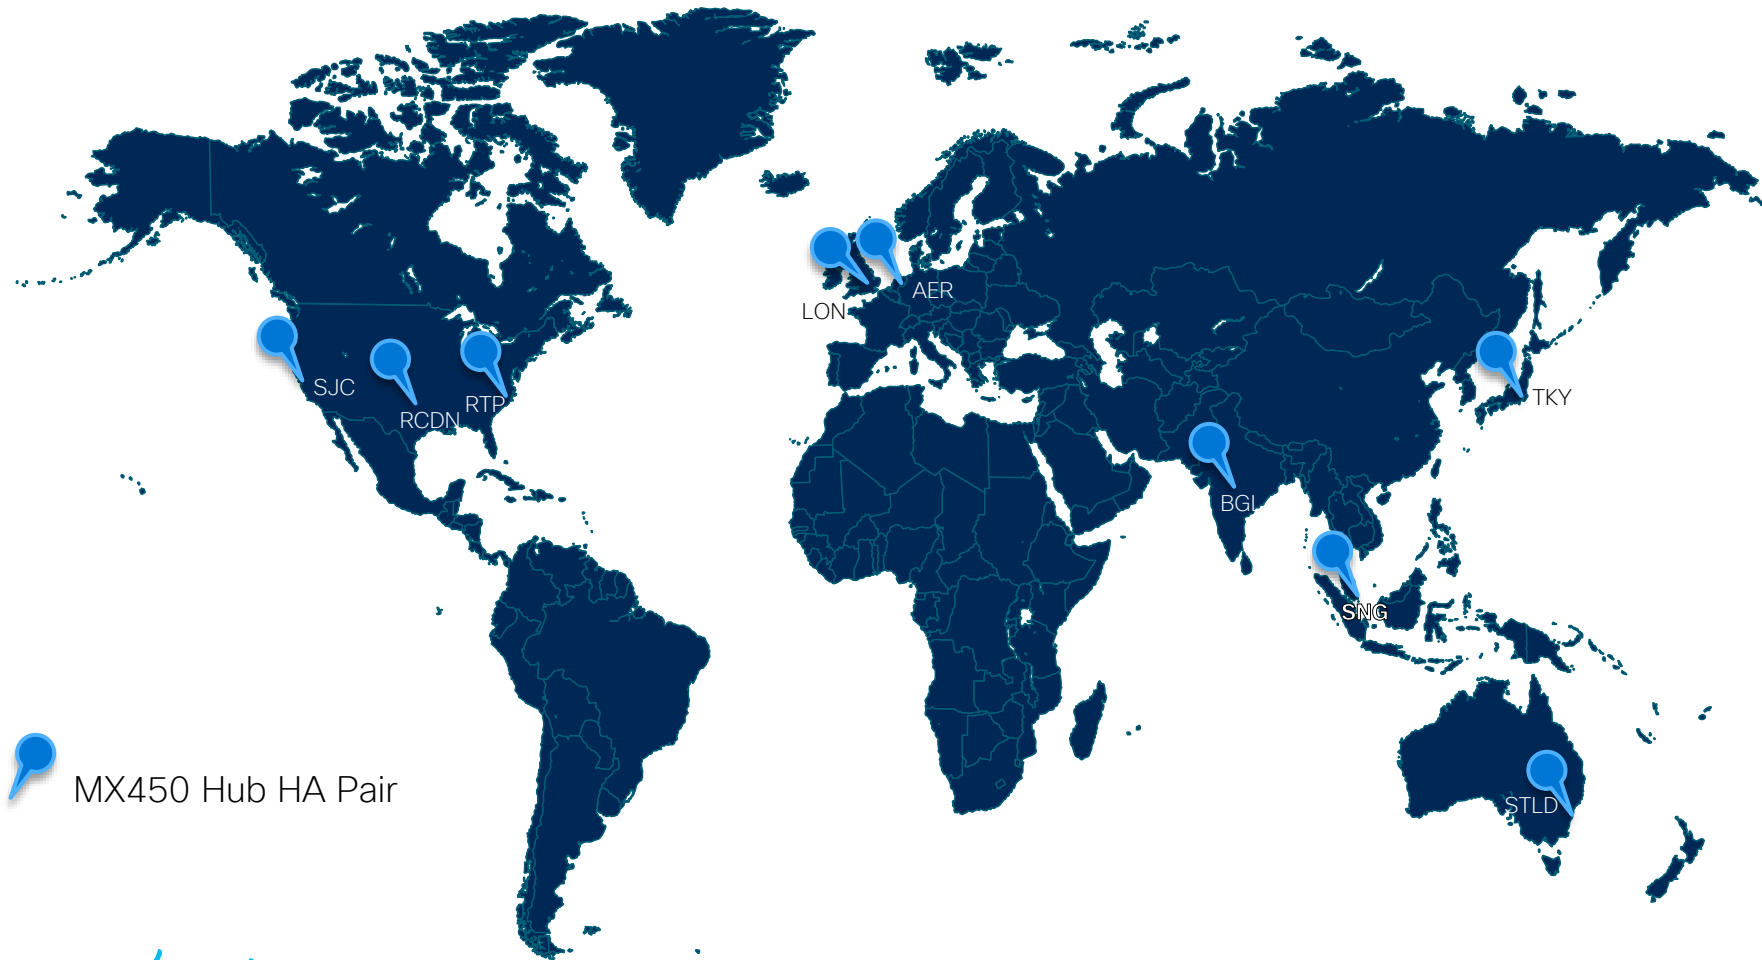 AER
LON
SJC
RTP
RCDN
TKY
BGL
SNG
STLD
MX450 Hub HA Pair